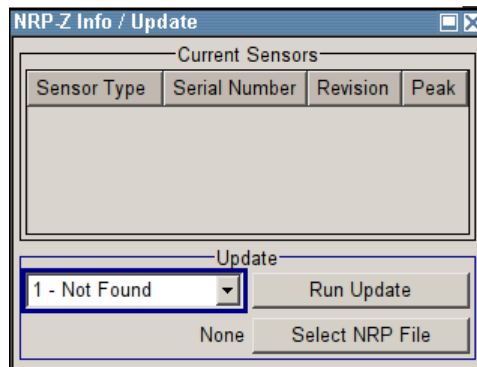 NRP-Z Info / Update
Current Sensors
Sensor Type Serial Number Revision Peak
Update
1 - Not Found Run Update
None Select NRP File